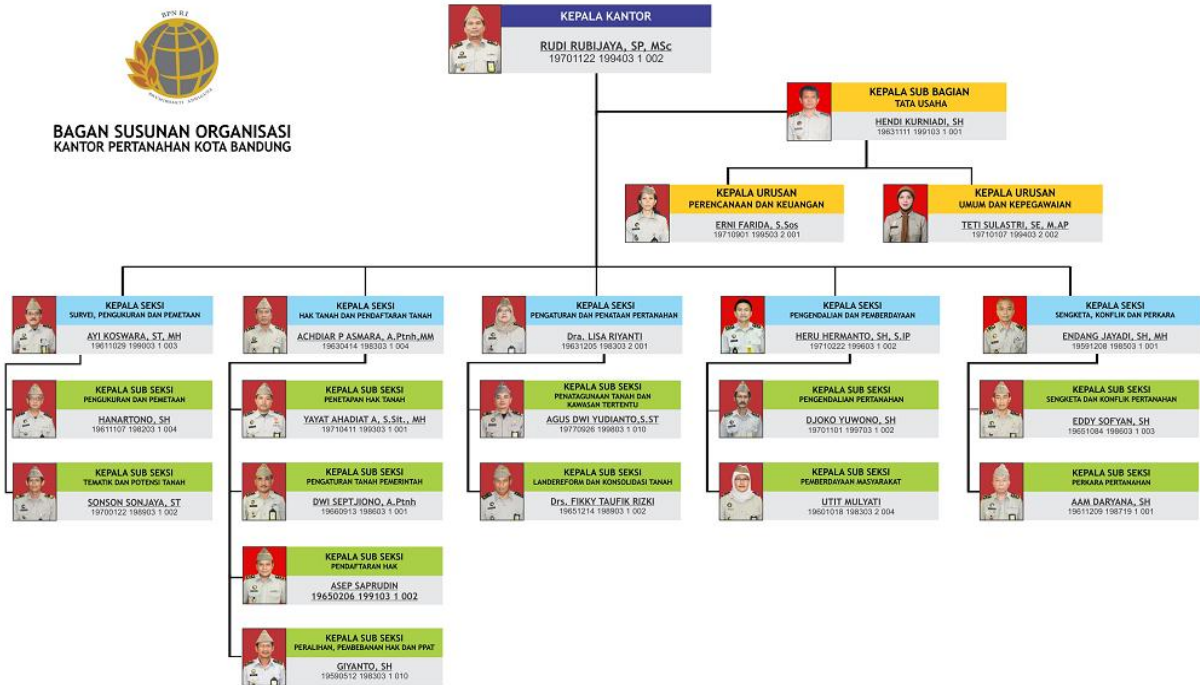 BPN RI
BAGAN SUSUNAN ORGANISASI
KANTOR PERTANAHAN KOTA BANDUNG
KEPALA KANTOR
RUDI RUBIJAYA, SP, MSc
19701122 199403 1 002
KEPALA SUB BAGIAN
TATA USAHA
HENDI KURNIADI, SH
19631111 199103 1 001
KEPALA URUSAN
PERENCANAAN DAN KEUANGAN
ERNI FARIDA, S.Sos
19710901 199503 2 001
KEPALA URUSAN
UMUM DAN KEPEGAWAIAN
TETI SULASTRI, SE, M.AP
19710107 199403 2 002
KEPALA SEKSI
SURVEI, PENGUKURAN DAN PEMETAAN
AYI KOSWARA, ST, MH
19611029 199003 1 003
KEPALA SUB SEKSI
PENGUKURAN DAN PEMETAAN
HANARTONO, SH
19611107 198203 1 004
KEPALA SUB SEKSI
TEMATIK DAN POTENSI TANAH
SONSON SONJAYA, ST
19700122 198903 1 002
KEPALA SEKSI
HAK TANAH DAN PENDAFTARAN TANAH
ACHDIAR P ASMARA, A.Ptnh,MM
19630414 198303 1 004
KEPALA SUB SEKSI
PENETAPAN HAK TANAH
YAYAT AHADIAT A, S.Sit., MH
19710411 199303 1 001
KEPALA SUB SEKSI
PENGATURAN TANAH PEMERINTAH
DWI SEPTJIONO, A.Ptnh
19660913 198603 1 001
KEPALA SUB SEKSI
PENDAFTARAN HAK
ASEP SAPRUDIN
19650206 199103 1 002
KEPALA SUB SEKSI
PERALIHAN, PEMBEBANAN HAK DAN PPAT
GIYANTO, SH
19590512 198303 1 010
KEPALA SEKSI
PENGATURAN DAN PENATAAN PERTANAHAN
Dra. LISA RIYANTI
19631205 198303 2 001
KEPALA SUB SEKSI
PENATAGUNAAN TANAH DAN
KAWASAN TERTENTU
AGUS DWI YUDIANTO,S.ST
19770926 199803 1 010
KEPALA SUB SEKSI
LANDEREFORM DAN KONSOLIDASI TANAH
Drs. FIKKY TAUFIK RIZKI
19651214 198903 1 002
KEPALA SEKSI
PENGENDALIAN DAN PEMBERDAYAAN
HERU HERMANTO, SH, S.IP
19710222 199603 1 002
KEPALA SUB SEKSI
PENGENDALIAN PERTANAHAN
DJOKO YUWONO, SH
19701101 199703 1 002
KEPALA SUB SEKSI
PEMBERDAYAAN MASYARAKAT
UTIT MULYATI
19601018 198303 2 004
KEPALA SEKSI
SENGKETA, KONFLIK DAN PERKARA
ENDANG JAYADI, SH, MH
19591208 198503 1 001
KEPALA SUB SEKSI
SENGKETA DAN KONFLIK PERTANAHAN
EDDY SOFYAN, SH
19651084 198603 1 003
KEPALA SUB SEKSI
PERKARA PERTANAHAN
AAM DARYANA, SH
19611209 198719 1 001